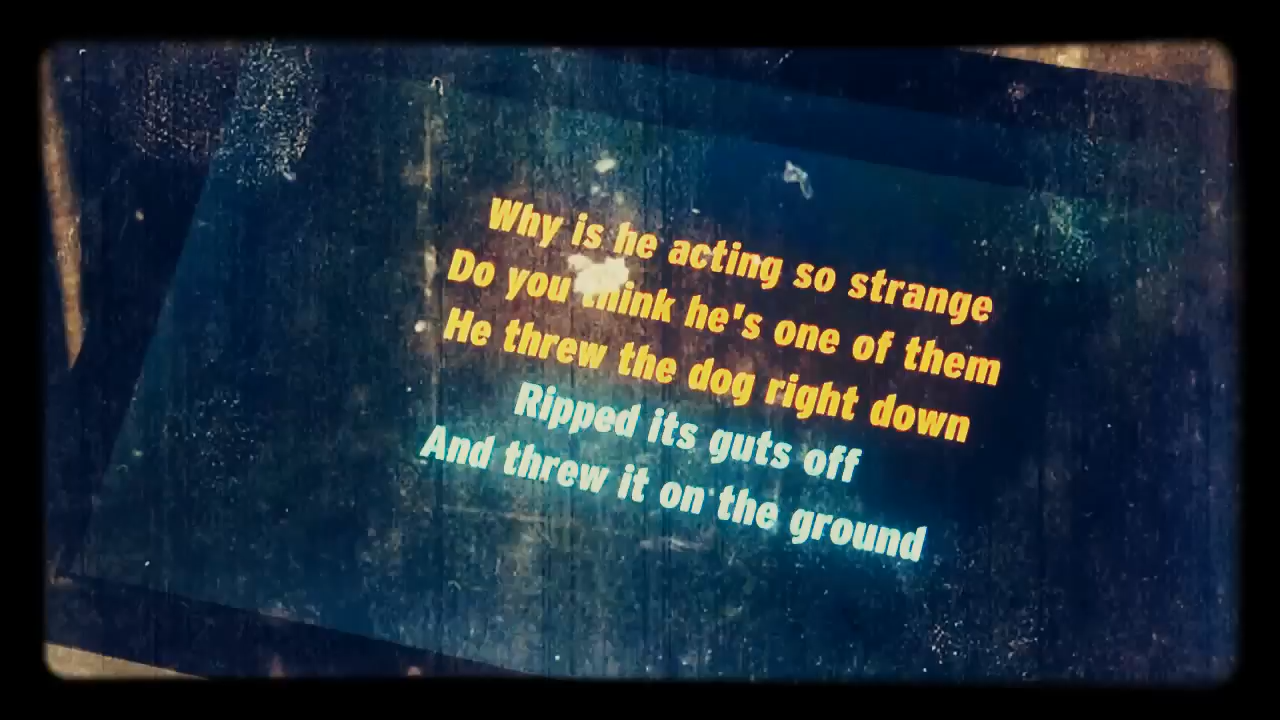 Why is he acting so strange
Do you think he's one of them
He threw the dog right down
Ripped its guts off
And threw it on the ground